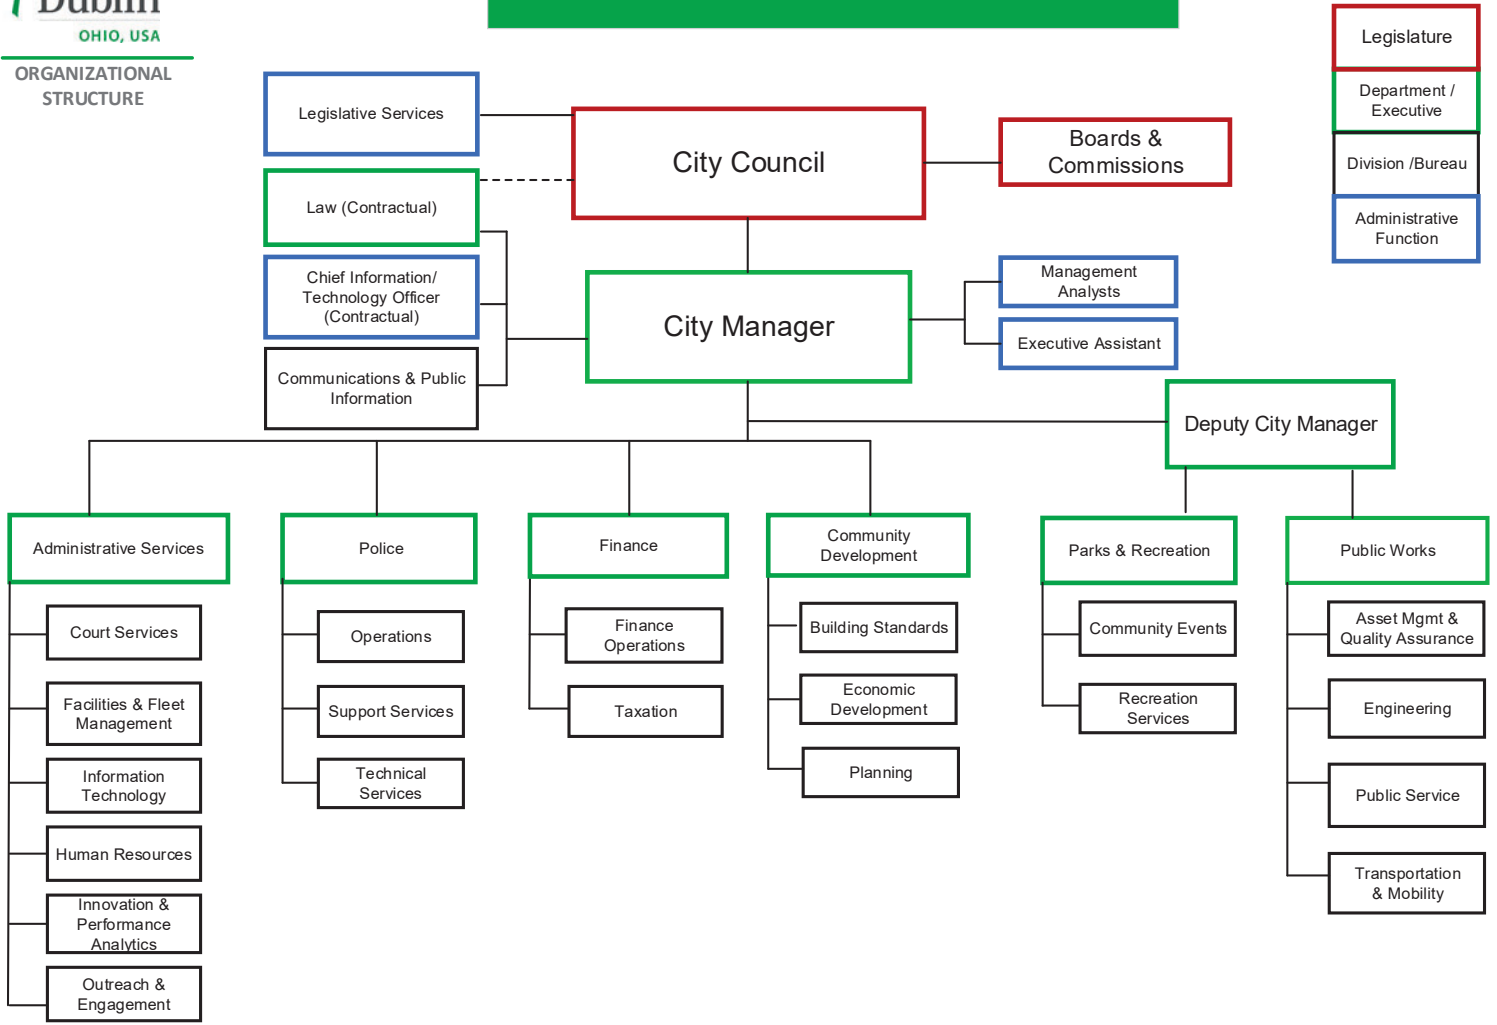 Dublin
OHIO, USA
ORGANIZATIONAL
STRUCTURE
Legislature
Department /
Executive
Division /Bureau
Administrative
Function
Legislative Services
City Council
Boards &
Commissions
Law (Contractual)
Chief Information/
Technology Officer
(Contractual)
Communications & Public
Information
City Manager
Management
Analysts
Executive Assistant
Deputy City Manager
Administrative Services
Court Services
Facilities & Fleet
Management
Information
Technology
Human Resources
Innovation &
Performance
Analytics
Outreach &
Engagement
Police
Operations
Support Services
Technical
Services
Finance
Finance
Operations
Taxation
Community
Development
Building Standards
Economic
Development
Planning
Parks & Recreation
Community Events
Recreation
Services
Public Works
Asset Mgmt &
Quality Assurance
Engineering
Public Service
Transportation
& Mobility